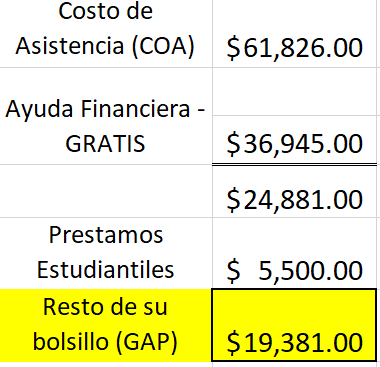 Costo de
Asistencia (COA) $61,826.00
Ayuda Financiera -
GRATIS $36,945.00
$24,881.00
Prestamos
Estudiantiles $ 5,500.00
Resto de su
bolsillo (GAP) $19,381.00